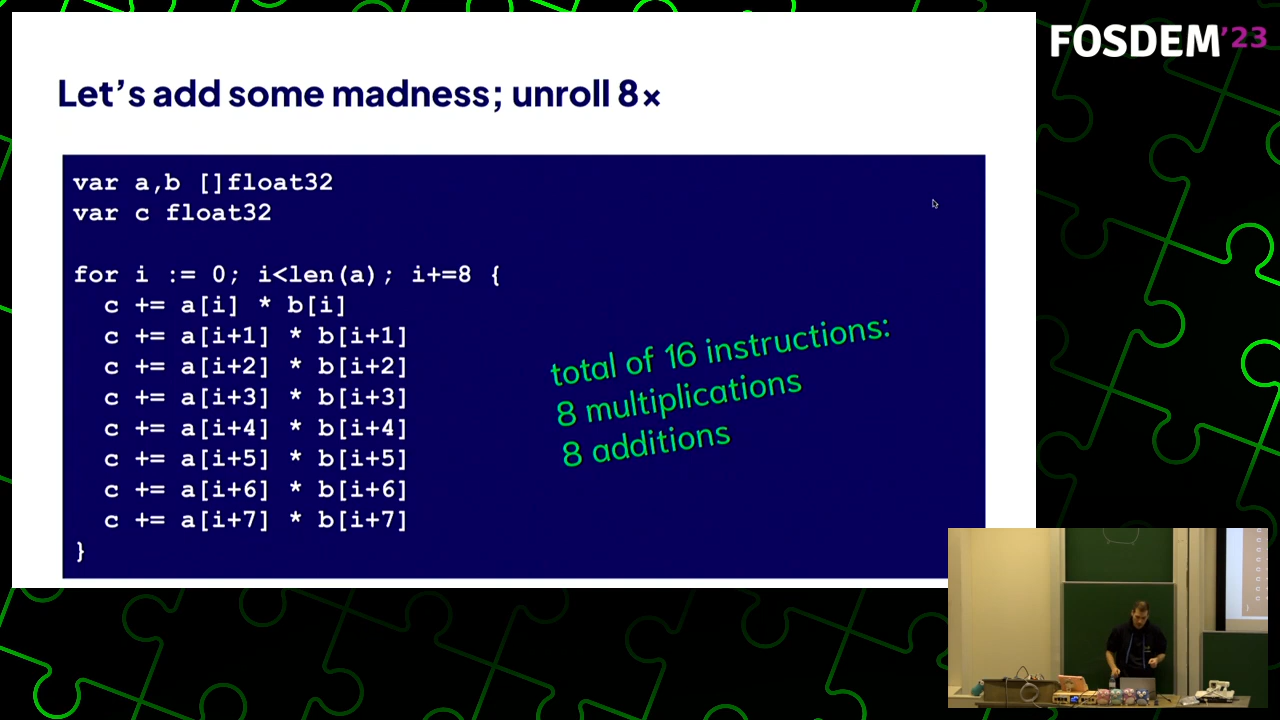 FOSDEM'23
Let's add some madness; unroll 8×
var a,b []float32
var c float32
for i := 0; i<len(a); i+=8 {
c += a[i] * b[i]
c += a[i+1] * b[i+1]
c += a[i+2] * b[i+2]
c += a[i+3] * b[i+3]
c += a[i+4] * b[i+4]
c += a[i+5] * b[i+5]
c += a[i+6] * b[i+6]
c += a[i+7] * b[i+7]
}
total of 16 instructions:
8 multiplications
8 additions